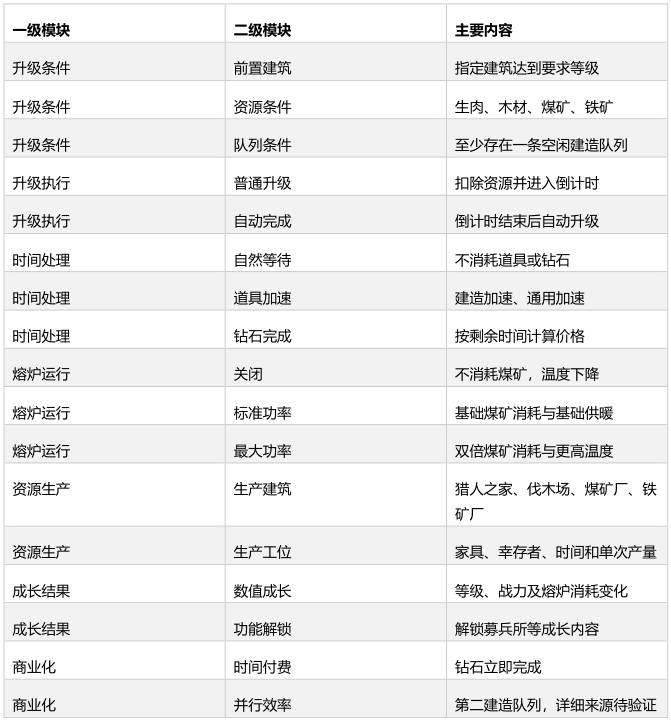 一级模块 二级模块 主要内容
升级条件 前置建筑 指定建筑达到要求等级
升级条件 资源条件 生肉、木材、煤矿、铁矿
升级条件 队列条件 至少存在一条空闲建造队列
升级执行 普通升级 扣除资源并进入倒计时
升级执行 自动完成 倒计时结束后自动升级
时间处理 自然等待 不消耗道具或钻石
时间处理 道具加速 建造加速、通用加速
时间处理 钻石完成 按剩余时间计算价格
熔炉运行 关闭 不消耗煤矿，温度下降
熔炉运行 标准功率 基础煤矿消耗与基础供暖
熔炉运行 最大功率 双倍煤矿消耗与更高温度
资源生产 生产建筑 猎人之家、伐木场、煤矿厂、铁
矿厂
资源生产 生产工位 家具、幸存者、时间和单次产量
成长结果 数值成长 等级、战力及熔炉消耗变化
成长结果 功能解锁 解锁募兵所等成长内容
商业化 时间付费 钻石立即完成
商业化 并行效率 第二建造队列，详细来源待验证